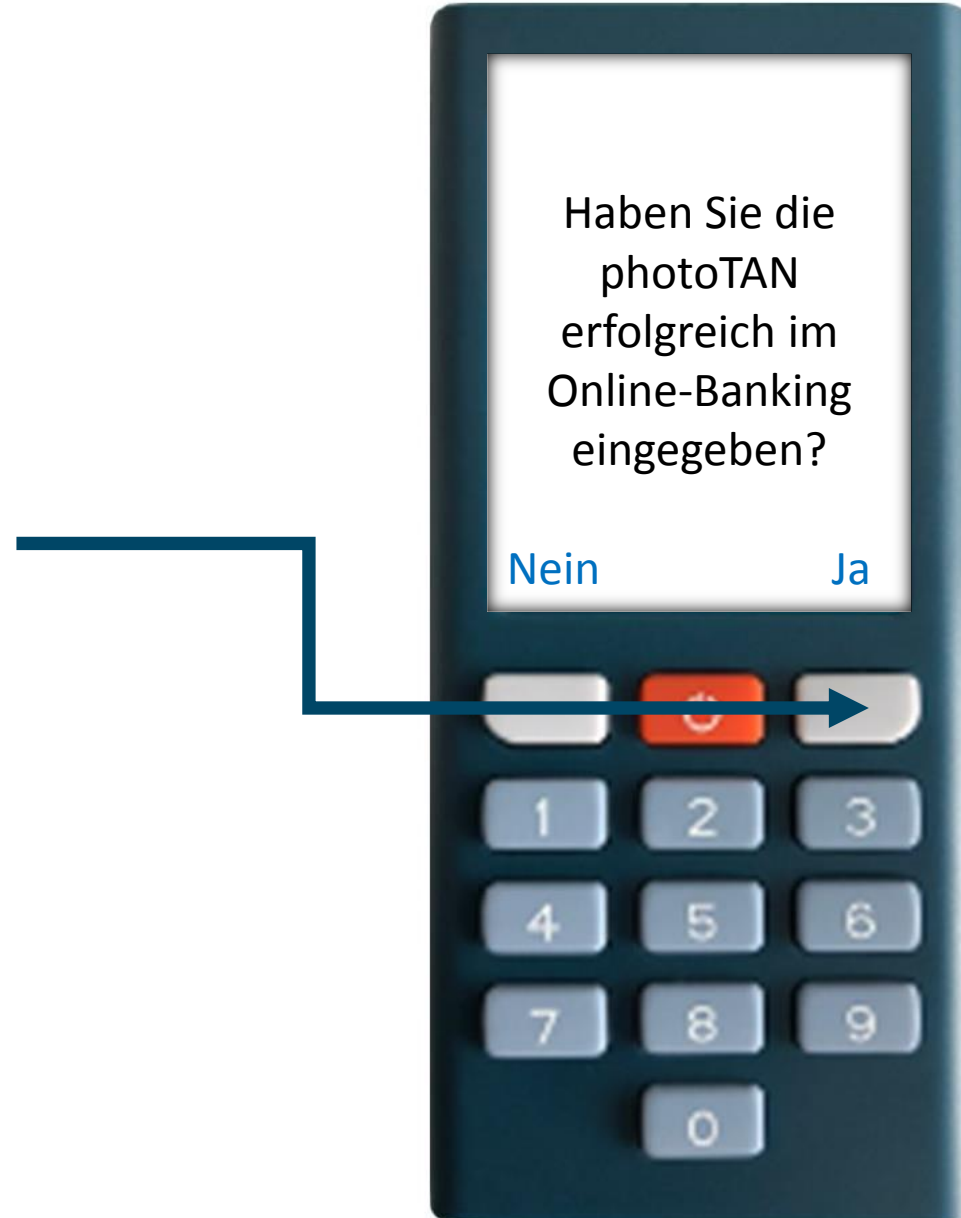 Haben Sie die
photoTAN
erfolgreich im
Online-Banking
eingegeben?
Nein Ja
1 2 3
4 5 6
7 8 9
0